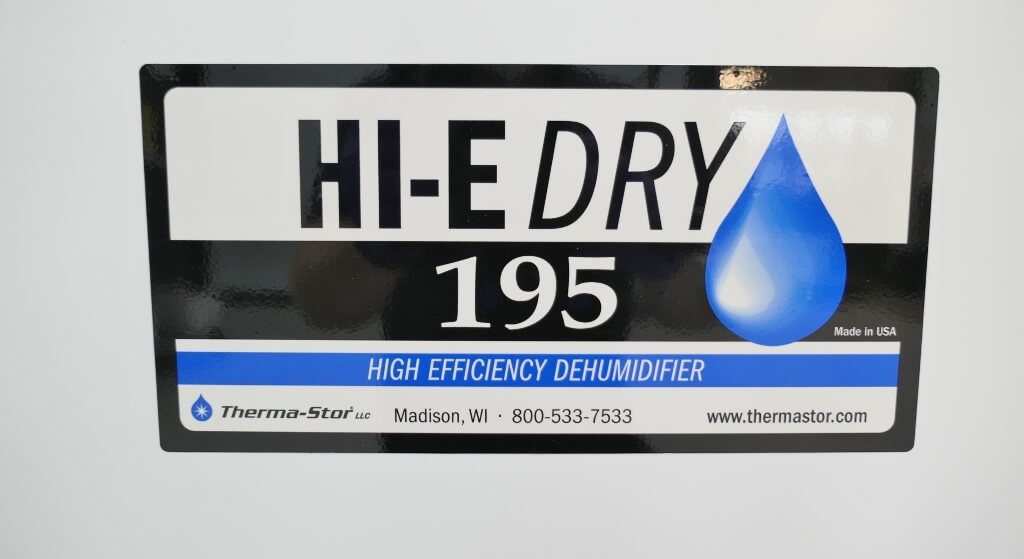 HI-E DRY
195
Made in USA
HIGH EFFICIENCY DEHUMIDIFIER
Therma-Stor LLC Madison, WI · 800-533-7533 www.thermastor.com